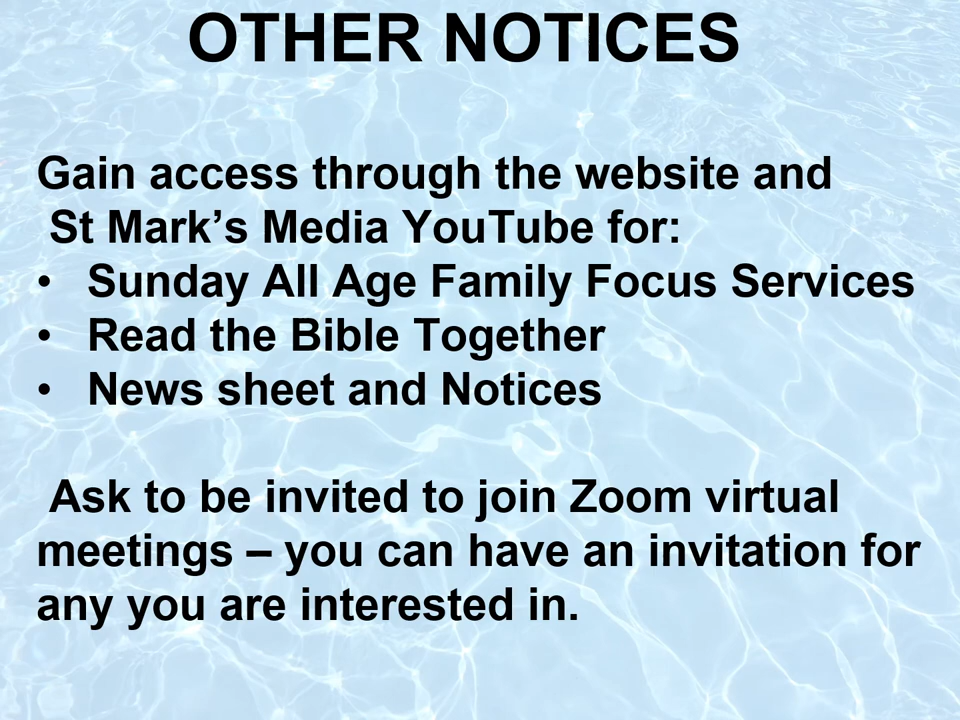 OTHER NOTICES
Gain access through the website and
St Mark’s Media YouTube for:
• Sunday All Age Family Focus Services
• Read the Bible Together
• News sheet and Notices
Ask to be invited to join Zoom virtual
meetings – you can have an invitation for
any you are interested in.